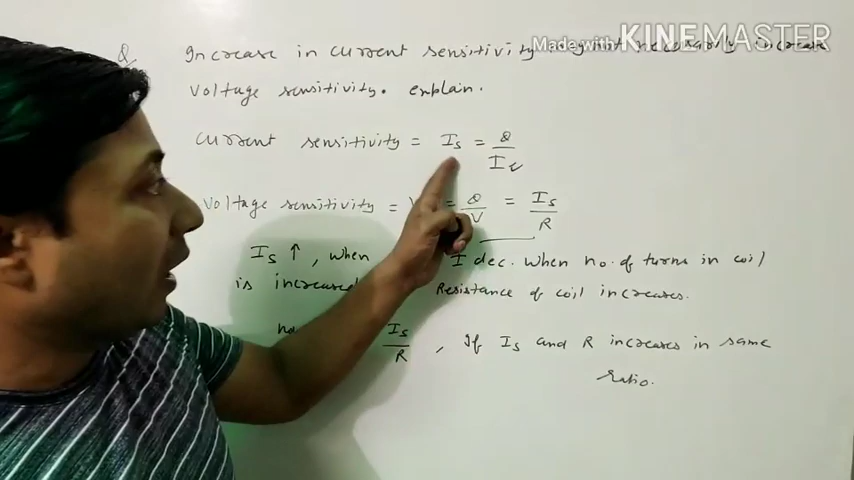 Q Increase in current sensitivity may not necessarily increase
Made with KINEMASTER
voltage sensitivity. explain.
Current sensitivity = Is = θ/I
voltage sensitivity = V = θ/V = Is/R
Is ↑, when I dec. when no. of turns in coil
is increased Resistance of coil increases.
Is/R , If Is and R increases in same
ratio.